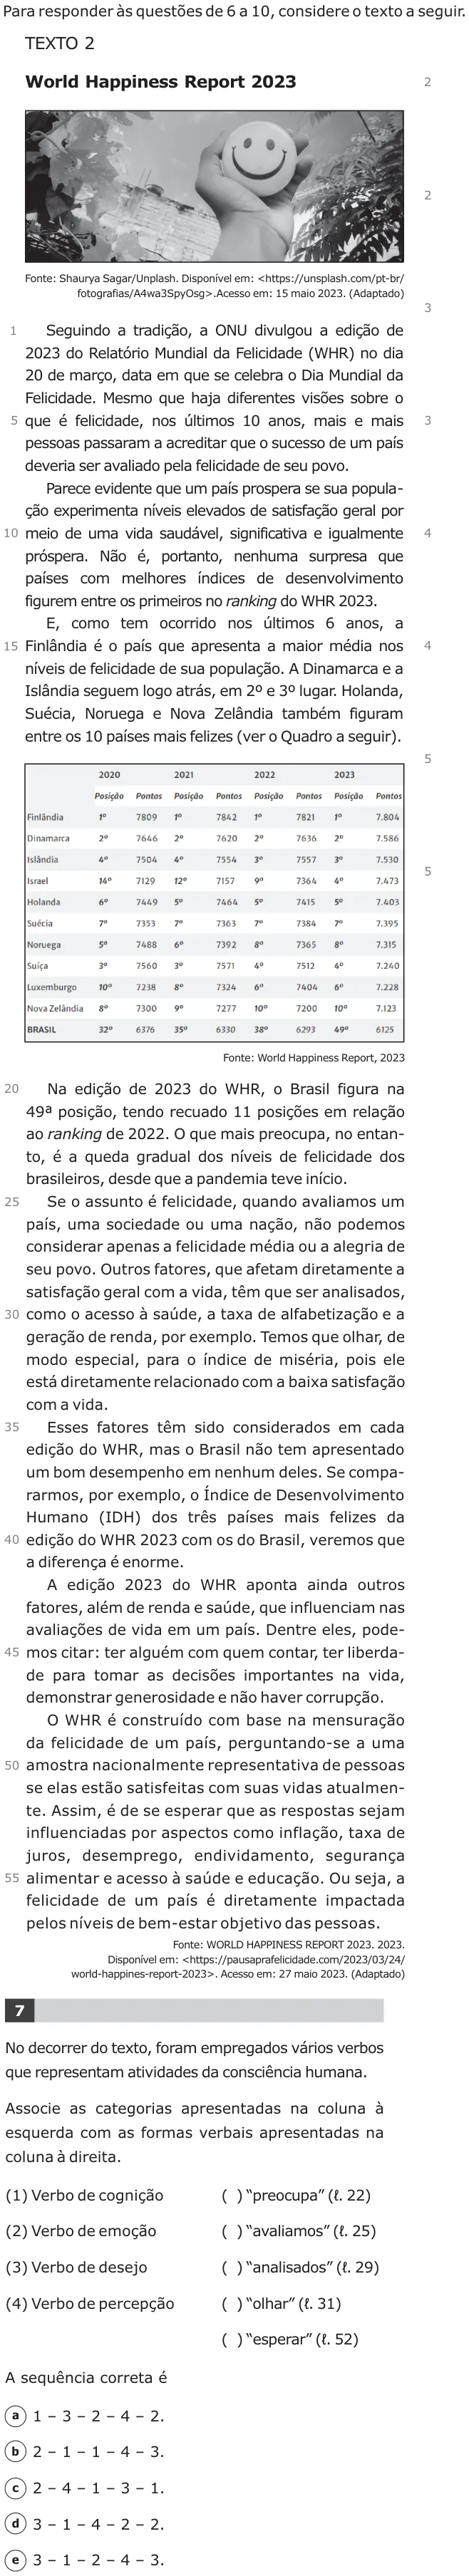 Para responder às questões de 6 a 10, considere o texto a seguir.
TEXTO 2
World Happiness Report 2023
2
2
Fonte: Shaurya Sagar/Unplash. Disponível em: <https://unsplash.com/pt-br/
fotografias/A4wa3SpyOsg>.Acesso em: 15 maio 2023. (Adaptado)
3
1 Seguindo a tradição, a ONU divulgou a edição de
2023 do Relatório Mundial da Felicidade (WHR) no dia
20 de março, data em que se celebra o Dia Mundial da
Felicidade. Mesmo que haja diferentes visões sobre o
5 que é felicidade, nos últimos 10 anos, mais e mais 3
pessoas passaram a acreditar que o sucesso de um país
deveria ser avaliado pela felicidade de seu povo.
Parece evidente que um país prospera se sua popula-
ção experimenta níveis elevados de satisfação geral por
10 meio de uma vida saudável, significativa e igualmente 4
próspera. Não é, portanto, nenhuma surpresa que
países com melhores índices de desenvolvimento
figurem entre os primeiros no ranking do WHR 2023.
E, como tem ocorrido nos últimos 6 anos, a
15 Finlândia é o país que apresenta a maior média nos 4
níveis de felicidade de sua população. A Dinamarca e a
Islândia seguem logo atrás, em 2º e 3º lugar. Holanda,
Suécia, Noruega e Nova Zelândia também figuram
entre os 10 países mais felizes (ver o Quadro a seguir).
5
2020 2021 2022 2023
Posição Pontos Posição Pontos Posição Pontos Posição Pontos
Finlândia 1º 7809 1º 7842 1º 7821 1º 7.804
Dinamarca 2º 7646 2º 7620 2º 7636 2º 7.586
Islândia 4º 7504 4º 7554 3º 7557 3º 7.530
5
Israel 14º 7129 12º 7157 9º 7364 4º 7.473
Holanda 6º 7449 5º 7464 5º 7415 5º 7.403
Suécia 7º 7353 7º 7363 7º 7384 7º 7.395
Noruega 5º 7488 6º 7392 8º 7365 8º 7.315
Suíça 3º 7560 3º 7571 4º 7512 4º 7.240
Luxemburgo 10º 7238 8º 7324 6º 7404 6º 7.228
Nova Zelândia 8º 7300 9º 7277 10º 7200 10º 7.123
BRASIL 32º 6376 35º 6330 38º 6293 49º 6125
Fonte: World Happiness Report, 2023
20 Na edição de 2023 do WHR, o Brasil figura na
49ª posição, tendo recuado 11 posições em relação
ao ranking de 2022. O que mais preocupa, no entan-
to, é a queda gradual dos níveis de felicidade dos
brasileiros, desde que a pandemia teve início.
25 Se o assunto é felicidade, quando avaliamos um
país, uma sociedade ou uma nação, não podemos
considerar apenas a felicidade média ou a alegria de
seu povo. Outros fatores, que afetam diretamente a
satisfação geral com a vida, têm que ser analisados,
30 como o acesso à saúde, a taxa de alfabetização e a
geração de renda, por exemplo. Temos que olhar, de
modo especial, para o índice de miséria, pois ele
está diretamente relacionado com a baixa satisfação
com a vida.
35 Esses fatores têm sido considerados em cada
edição do WHR, mas o Brasil não tem apresentado
um bom desempenho em nenhum deles. Se compa-
rarmos, por exemplo, o Índice de Desenvolvimento
Humano (IDH) dos três países mais felizes da
40 edição do WHR 2023 com os do Brasil, veremos que
a diferença é enorme.
A edição 2023 do WHR aponta ainda outros
fatores, além de renda e saúde, que influenciam nas
avaliações de vida em um país. Dentre eles, pode-
45 mos citar: ter alguém com quem contar, ter liberda-
de para tomar as decisões importantes na vida,
demonstrar generosidade e não haver corrupção.
O WHR é construído com base na mensuração
da felicidade de um país, perguntando-se a uma
50 amostra nacionalmente representativa de pessoas
se elas estão satisfeitas com suas vidas atualmen-
te. Assim, é de se esperar que as respostas sejam
influenciadas por aspectos como inflação, taxa de
juros, desemprego, endividamento, segurança
55 alimentar e acesso à saúde e educação. Ou seja, a
felicidade de um país é diretamente impactada
pelos níveis de bem-estar objetivo das pessoas.
Fonte: WORLD HAPPINESS REPORT 2023. 2023.
Disponível em: <https://pausaprafelicidade.com/2023/03/24/
world-happines-report-2023>. Acesso em: 27 maio 2023. (Adaptado)
7
No decorrer do texto, foram empregados vários verbos
que representam atividades da consciência humana.
Associe as categorias apresentadas na coluna à
esquerda com as formas verbais apresentadas na
coluna à direita.
(1) Verbo de cognição ( ) “preocupa” (ℓ. 22)
(2) Verbo de emoção ( ) “avaliamos” (ℓ. 25)
(3) Verbo de desejo ( ) “analisados” (ℓ. 29)
(4) Verbo de percepção ( ) “olhar” (ℓ. 31)
( ) “esperar” (ℓ. 52)
A sequência correta é
a 1 – 3 – 2 – 4 – 2.
b 2 – 1 – 1 – 4 – 3.
c 2 – 4 – 1 – 3 – 1.
d 3 – 1 – 4 – 2 – 2.
e 3 – 1 – 2 – 4 – 3.